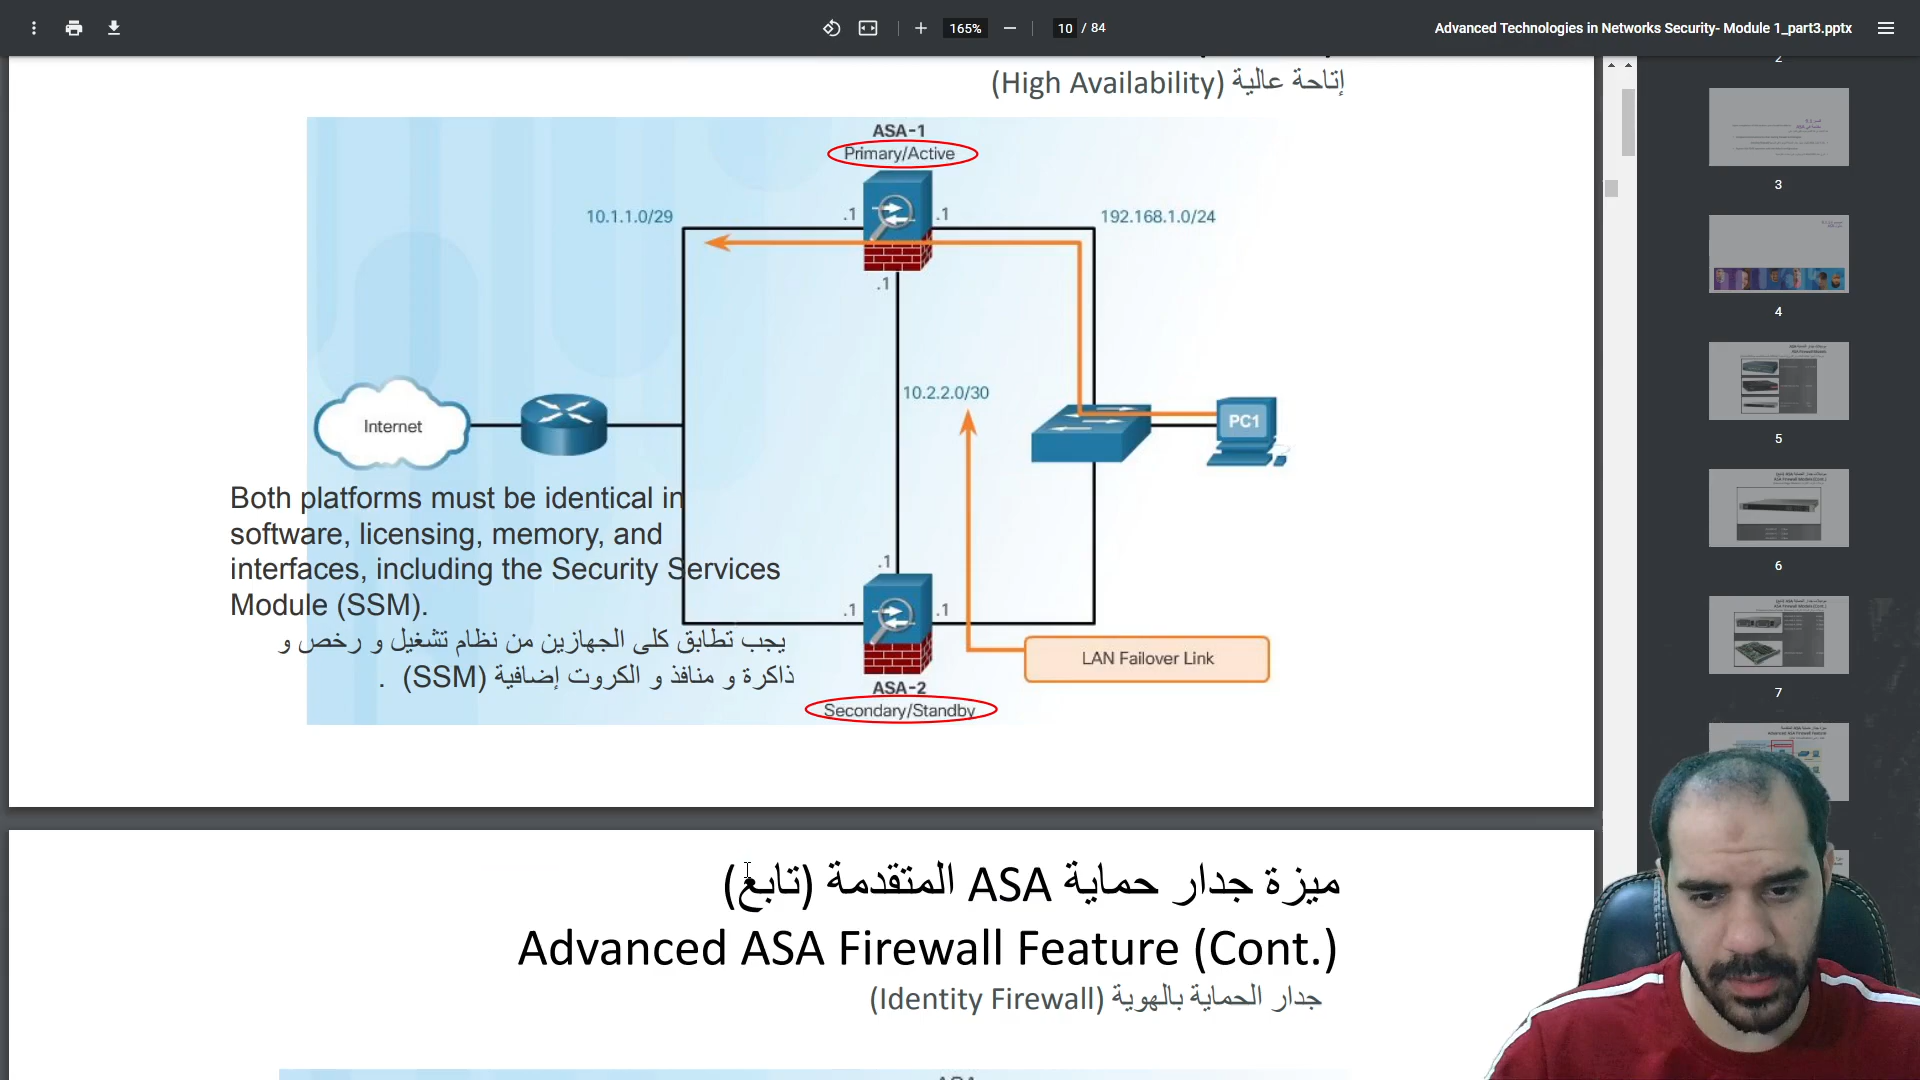 165%
10 / 84
Advanced Technologies in Networks Security- Module 1_part3.pptx
إتاحة عالية (High Availability)
ASA-1
Primary/Active
10.1.1.0/29
.1
.1
192.168.1.0/24
.1
10.2.2.0/30
Internet
PC1
Both platforms must be identical in
software, licensing, memory, and
interfaces, including the Security Services
Module (SSM).
يجب تطابق كلى الجهازين من نظام تشغيل و رخص و
ذاكرة و منافذ و الكروت إضافية (SSM) .
.1
.1
.1
LAN Failover Link
ASA-2
Secondary/Standby
ميزة جدار حماية ASA المتقدمة (تابع)
Advanced ASA Firewall Feature (Cont.)
جدار الحماية بالهوية (Identity Firewall)
2
3
4
5
6
7